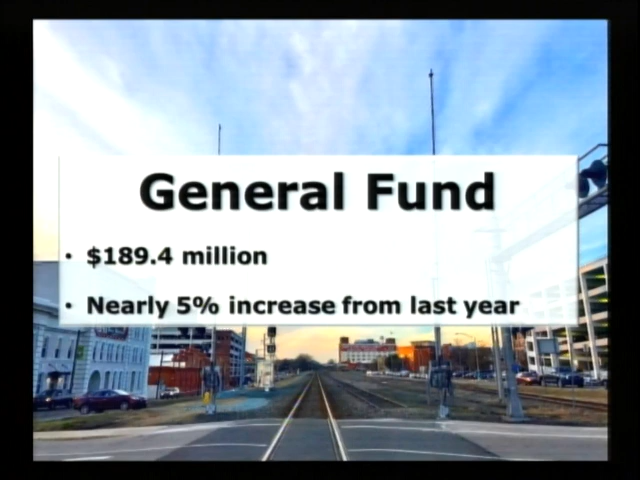 General Fund
• $189.4 million
• Nearly 5% increase from last year